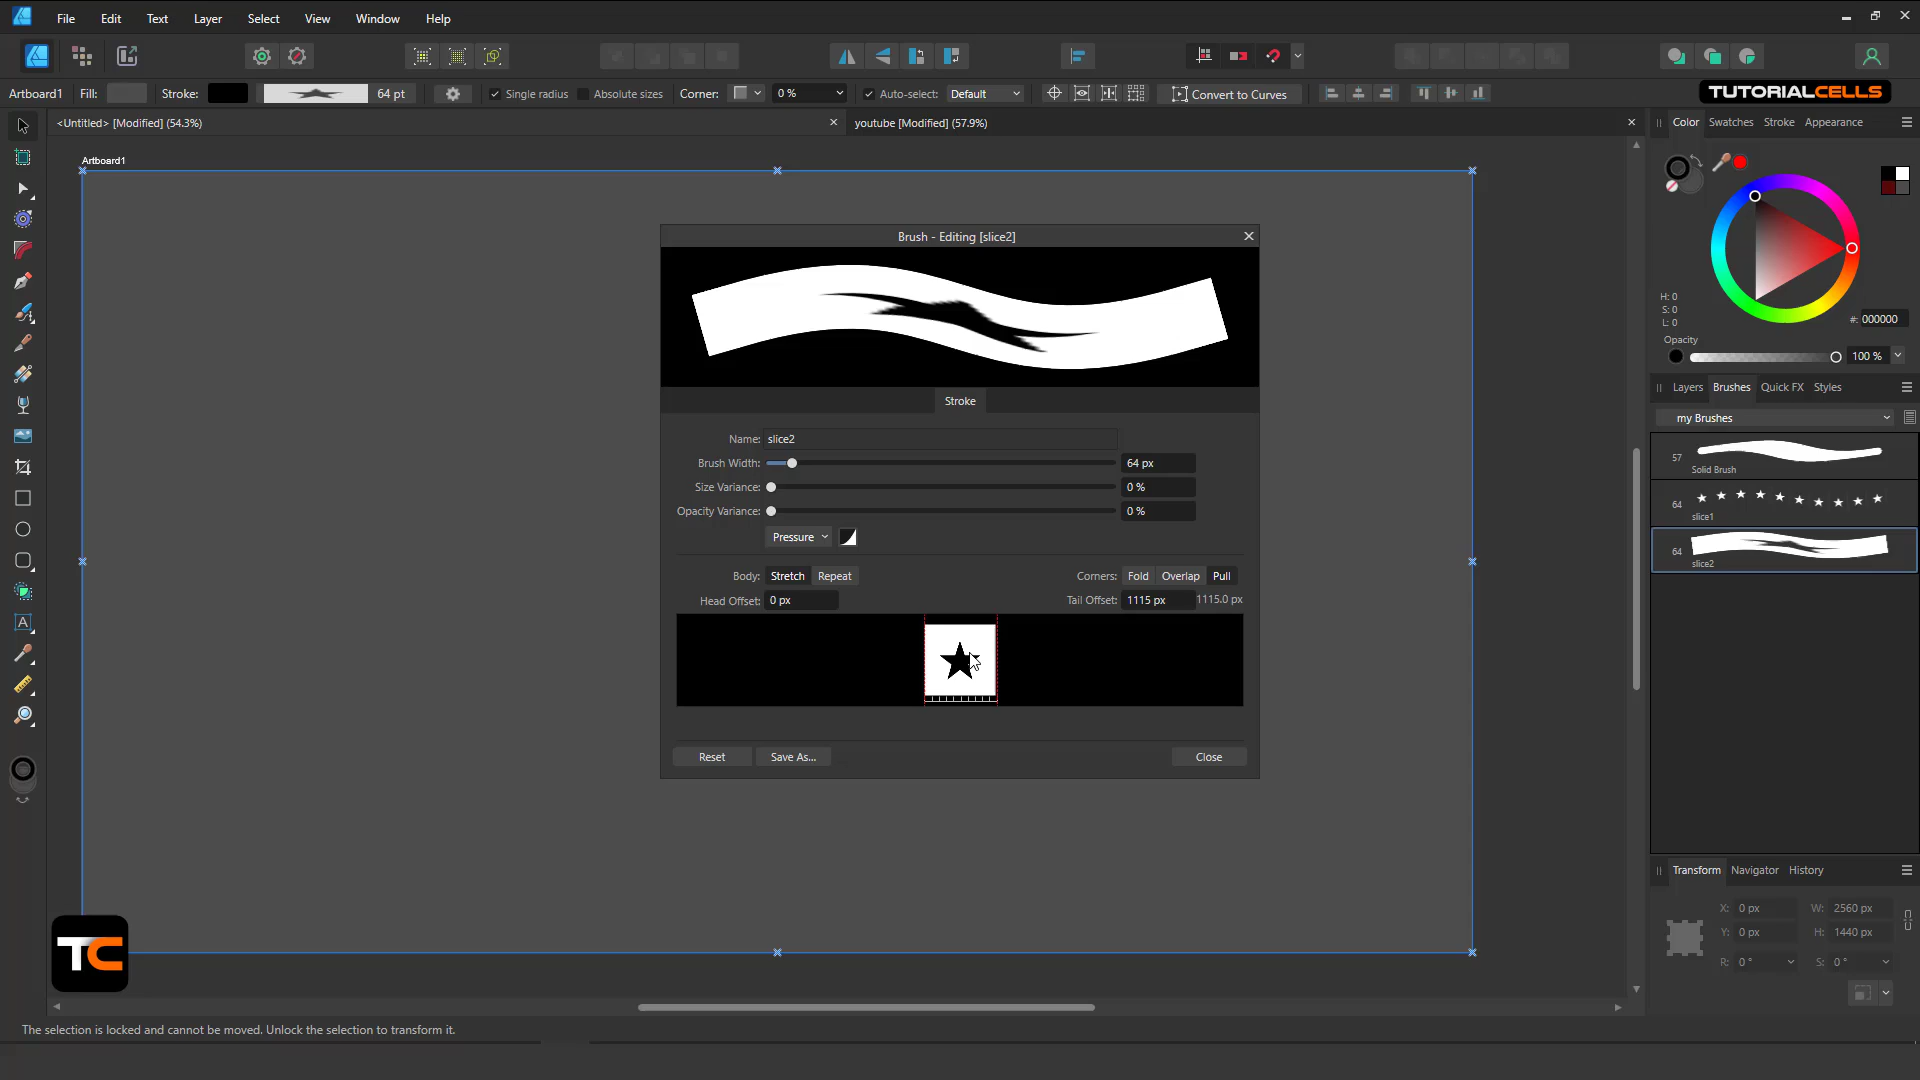 File Edit Text Layer Select View Window Help
Artboard1 Fill: Stroke: 64 pt Single radius Absolute sizes Corner: 0 % Auto-select: Default Convert to Curves TUTORIALCELLS
<Untitled> [Modified] (54.3%) youtube [Modified] (57.9%)
Color Swatches Stroke Appearance
Artboard1
H: 0
S: 0
L: 0
#: 000000
Opacity
100 %
Layers Brushes Quick FX Styles
my Brushes
57
Solid Brush
64
slice1
64
slice2
Brush - Editing [slice2]
Stroke
Name: slice2
Brush Width: 64 px
Size Variance: 0 %
Opacity Variance: 0 %
Pressure
Body: Stretch Repeat Corners: Fold Overlap Pull
Head Offset: 0 px Tail Offset: 1115 px 1115.0 px
Reset Save As... Close
Transform Navigator History
X: 0 px W: 2560 px
Y: 0 px H: 1440 px
R: 0 ° S: 0 °
TC
The selection is locked and cannot be moved. Unlock the selection to transform it.